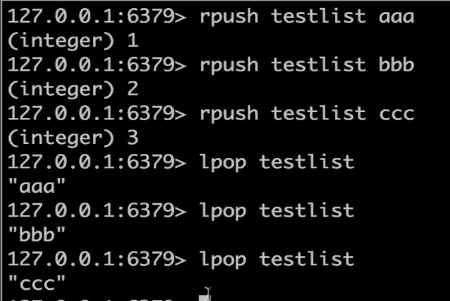 127.0.0.1:6379> rpush testlist aaa
(integer) 1
127.0.0.1:6379> rpush testlist bbb
(integer) 2
127.0.0.1:6379> rpush testlist ccc
(integer) 3
127.0.0.1:6379> lpop testlist
"aaa"
127.0.0.1:6379> lpop testlist
"bbb"
127.0.0.1:6379> lpop testlist
"ccc"